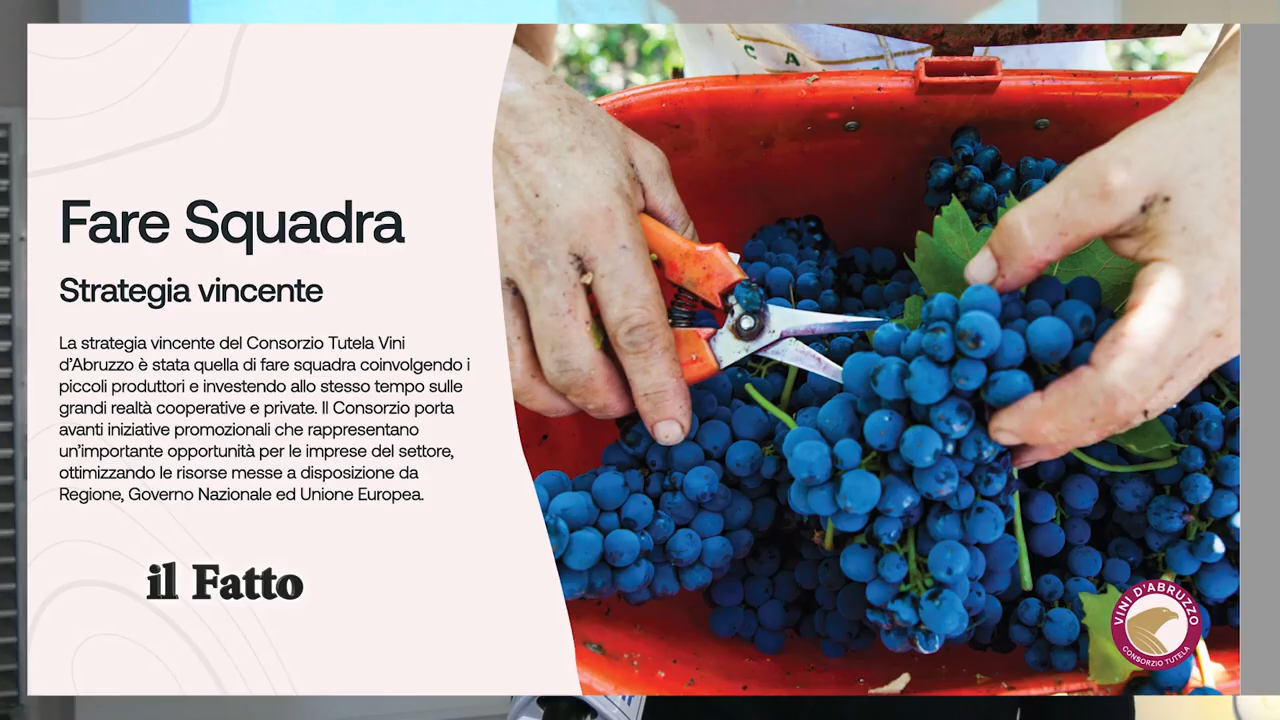 Fare Squadra
Strategia vincente
La strategia vincente del Consorzio Tutela Vini
d’Abruzzo è stata quella di fare squadra coinvolgendo i
piccoli produttori e investendo allo stesso tempo sulle
grandi realtà cooperative e private. Il Consorzio porta
avanti iniziative promozionali che rappresentano
un’importante opportunità per le imprese del settore,
ottimizzando le risorse messe a disposizione da
Regione, Governo Nazionale ed Unione Europea.
il Fatto
VINI D'ABRUZZO
CONSORZIO TUTELA